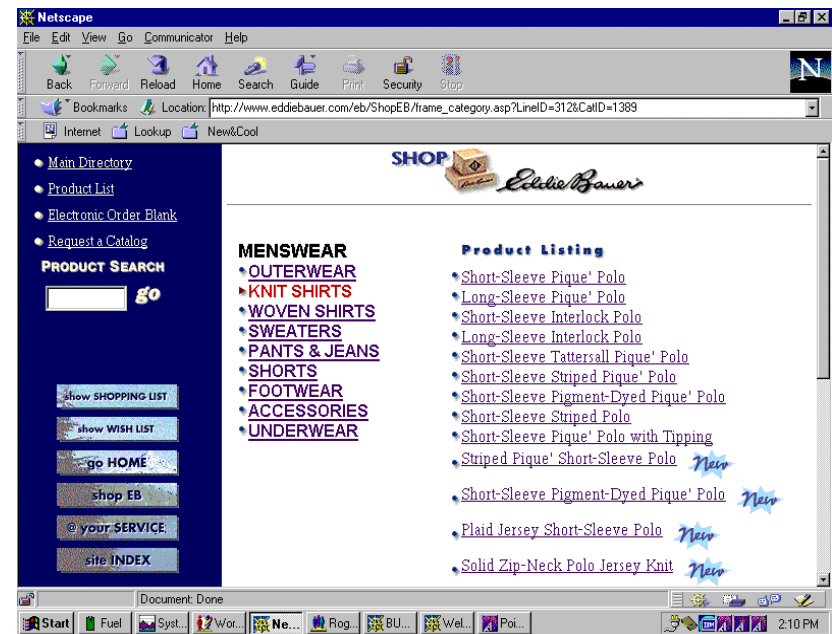 Netscape
File Edit View Go Communicator Help
Back Forward Reload Home Search Guide Print Security Stop
N
Bookmarks Location: http://www.eddiebauer.com/eb/ShopEB/frame_category.asp?LineID=312&CatID=1389
Internet Lookup New&Cool
Main Directory
Product List
Electronic Order Blank
Request a Catalog
PRODUCT SEARCH
go
show SHOPPING LIST
show WISH LIST
go HOME
shop EB
@ your SERVICE
site INDEX
SHOP Eddie Bauer
MENSWEAR
OUTERWEAR
KNIT SHIRTS
WOVEN SHIRTS
SWEATERS
PANTS & JEANS
SHORTS
FOOTWEAR
ACCESSORIES
UNDERWEAR
Product Listing
Short-Sleeve Pique' Polo
Long-Sleeve Pique' Polo
Short-Sleeve Interlock Polo
Long-Sleeve Interlock Polo
Short-Sleeve Tattersall Pique' Polo
Short-Sleeve Striped Pique' Polo
Short-Sleeve Pigment-Dyed Pique' Polo
Short-Sleeve Striped Polo
Short-Sleeve Pique' Polo with Tipping
Striped Pique' Short-Sleeve Polo New
Short-Sleeve Pigment-Dyed Pique' Polo New
Plaid Jersey Short-Sleeve Polo New
Solid Zip-Neck Polo Jersey Knit New
Document: Done
Start Fuel Syst... Wor... Ne... Rog... BU... Wel... Poi... 2:10 PM